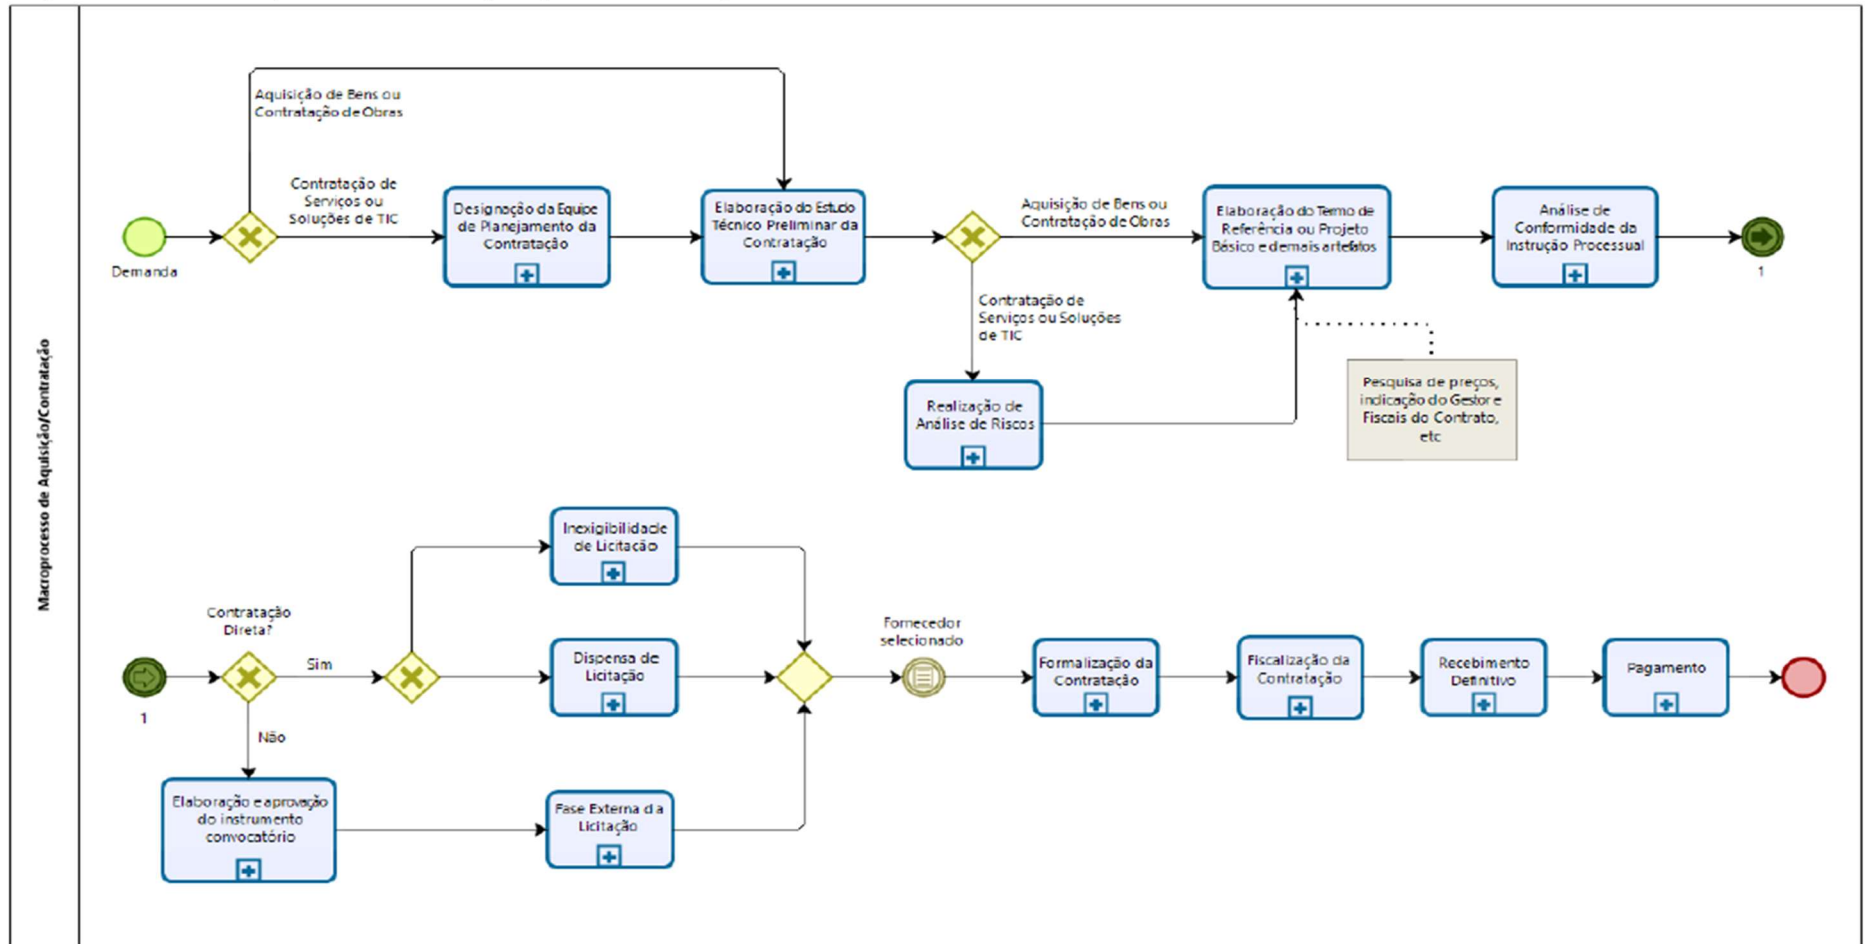 Macroprocesso de Aquisição/Contratação
Aquisição de Bens ou
Contratação de Obras
Contratação de
Serviços ou
Soluções de TIC
Demanda
Designação da Equipe
de Planejamento da
Contratação
Elaboração do Estudo
Técnico Preliminar da
Contratação
Aquisição de Bens ou
Contratação de Obras
Contratação de
Serviços ou Soluções
de TIC
Realização de
Análise de Riscos
Elaboração do Termo de
Referência ou Projeto
Básico e demais artefatos
Pesquisa de preços,
indicação do Gestor e
Fiscais do Contrato,
etc
Análise de
Conformidade da
Instrução Processual
1
1
Contratação
Direta?
Sim
Não
Elaboração e aprovação
do instrumento
convocatório
Inexigibilidade
de Licitação
Dispensa de
Licitação
Fase Externa da
Licitação
Fornecedor
selecionado
Formalização da
Contratação
Fiscalização da
Contratação
Recebimento
Definitivo
Pagamento